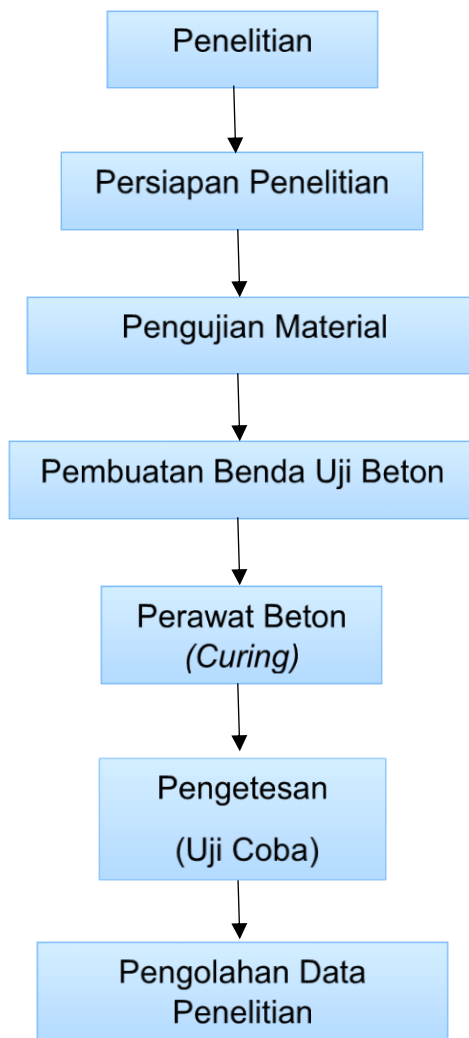 Penelitian
Persiapan Penelitian
Pengujian Material
Pembuatan Benda Uji Beton
Perawat Beton
(Curing)
Pengetesan
(Uji Coba)
Pengolahan Data
Penelitian